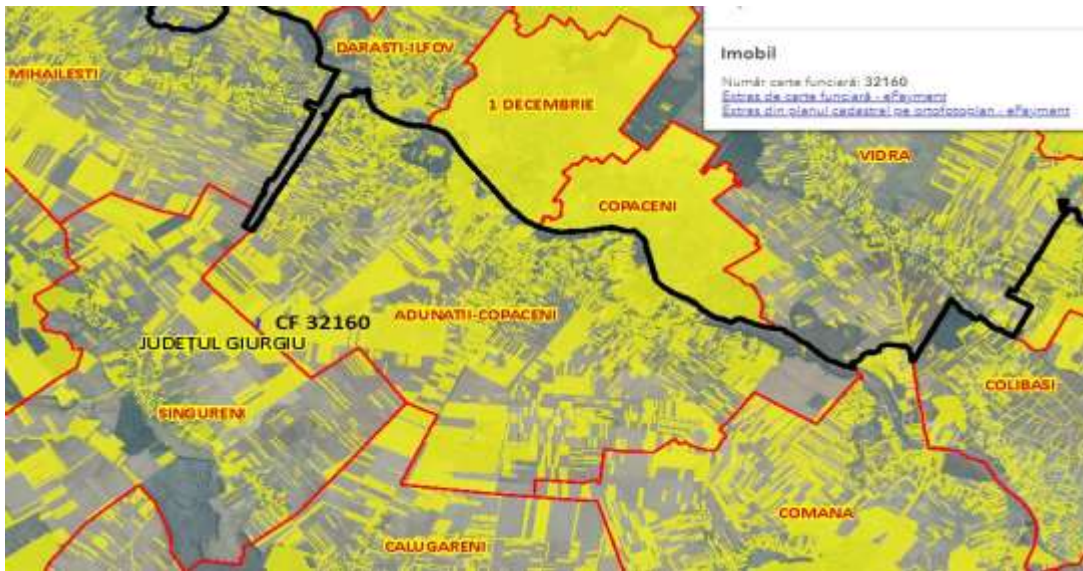 Imobil
Număr carte funciară: 32160
Extras de carte funciară - ePayment
Extras din planul cadastral pe ortofotoplan - ePayment
DARASTI-ILFOV
MIHAILESTI
1 DECEMBRIE
VIDRA
COPACENI
CF 32160
ADUNATII-COPACENI
JUDEȚUL GIURGIU
COLIBASI
SINGURENI
COMANA
CALUGARENI